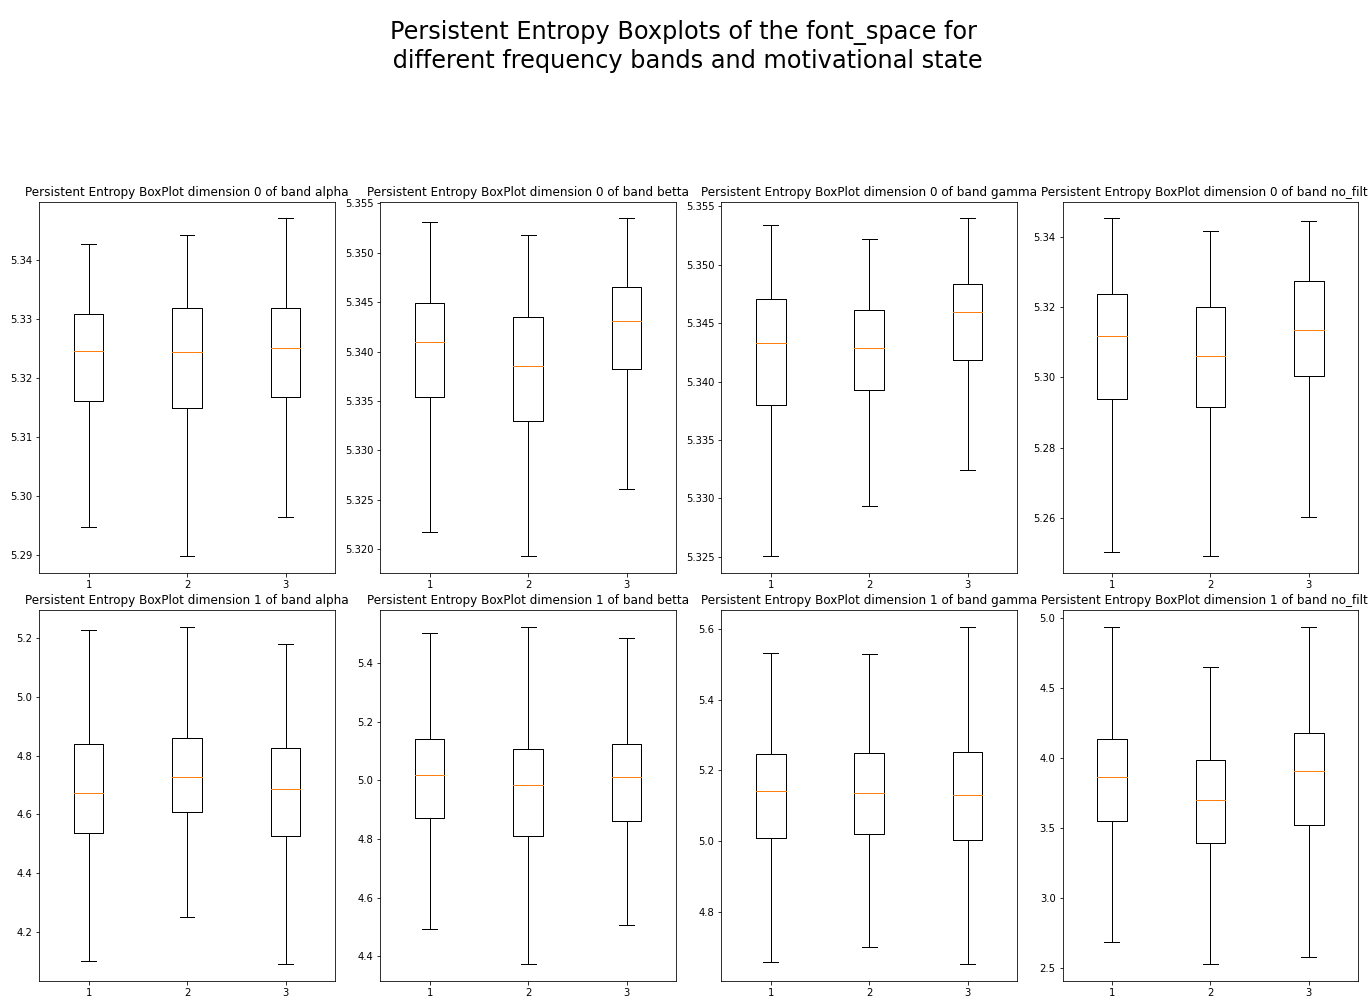 Persistent Entropy Boxplots of the font_space for
different frequency bands and motivational state
Persistent Entropy BoxPlot dimension 0 of band alpha
5.34
5.33
5.32
5.31
5.30
5.29
1 2 3
Persistent Entropy BoxPlot dimension 0 of band betta
5.355
5.350
5.345
5.340
5.335
5.330
5.325
5.320
1 2 3
Persistent Entropy BoxPlot dimension 0 of band gamma
5.355
5.350
5.345
5.340
5.335
5.330
5.325
1 2 3
Persistent Entropy BoxPlot dimension 0 of band no_filt
5.34
5.32
5.30
5.28
5.26
1 2 3
Persistent Entropy BoxPlot dimension 1 of band alpha
5.2
5.0
4.8
4.6
4.4
4.2
1 2 3
Persistent Entropy BoxPlot dimension 1 of band betta
5.4
5.2
5.0
4.8
4.6
4.4
1 2 3
Persistent Entropy BoxPlot dimension 1 of band gamma
5.6
5.4
5.2
5.0
4.8
1 2 3
Persistent Entropy BoxPlot dimension 1 of band no_filt
5.0
4.5
4.0
3.5
3.0
2.5
1 2 3